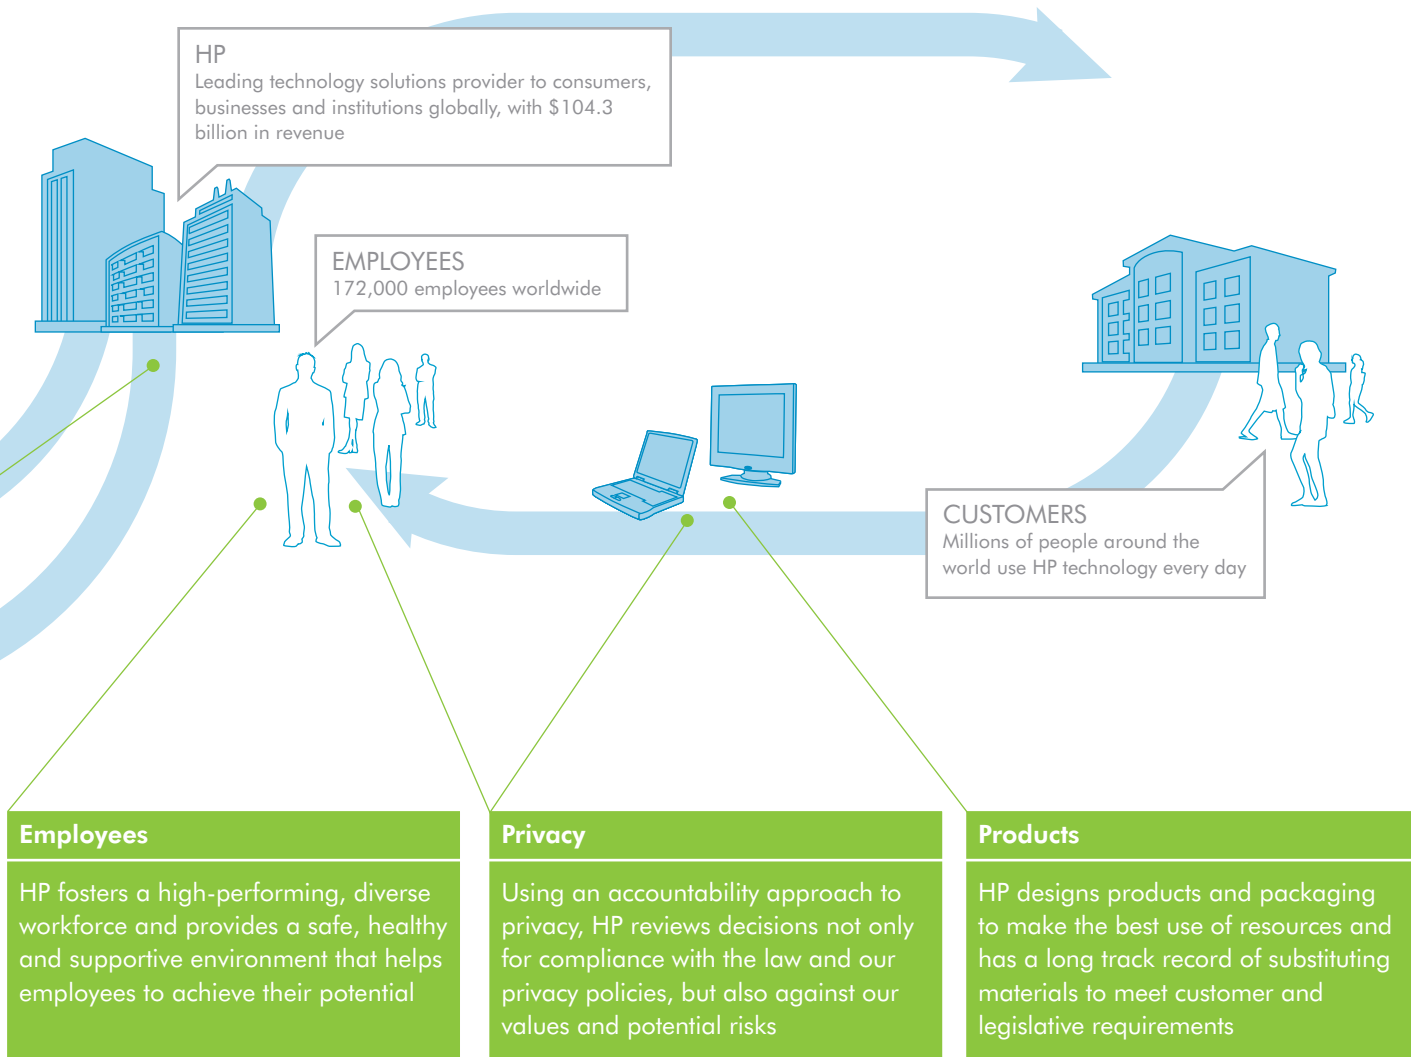 HP
Leading technology solutions provider to consumers,
businesses and institutions globally, with $104.3
billion in revenue
EMPLOYEES
172,000 employees worldwide
CUSTOMERS
Millions of people around the
world use HP technology every day
Employees
HP fosters a high-performing, diverse
workforce and provides a safe, healthy
and supportive environment that helps
employees to achieve their potential
Privacy
Using an accountability approach to
privacy, HP reviews decisions not only
for compliance with the law and our
privacy policies, but also against our
values and potential risks
Products
HP designs products and packaging
to make the best use of resources and
has a long track record of substituting
materials to meet customer and
legislative requirements